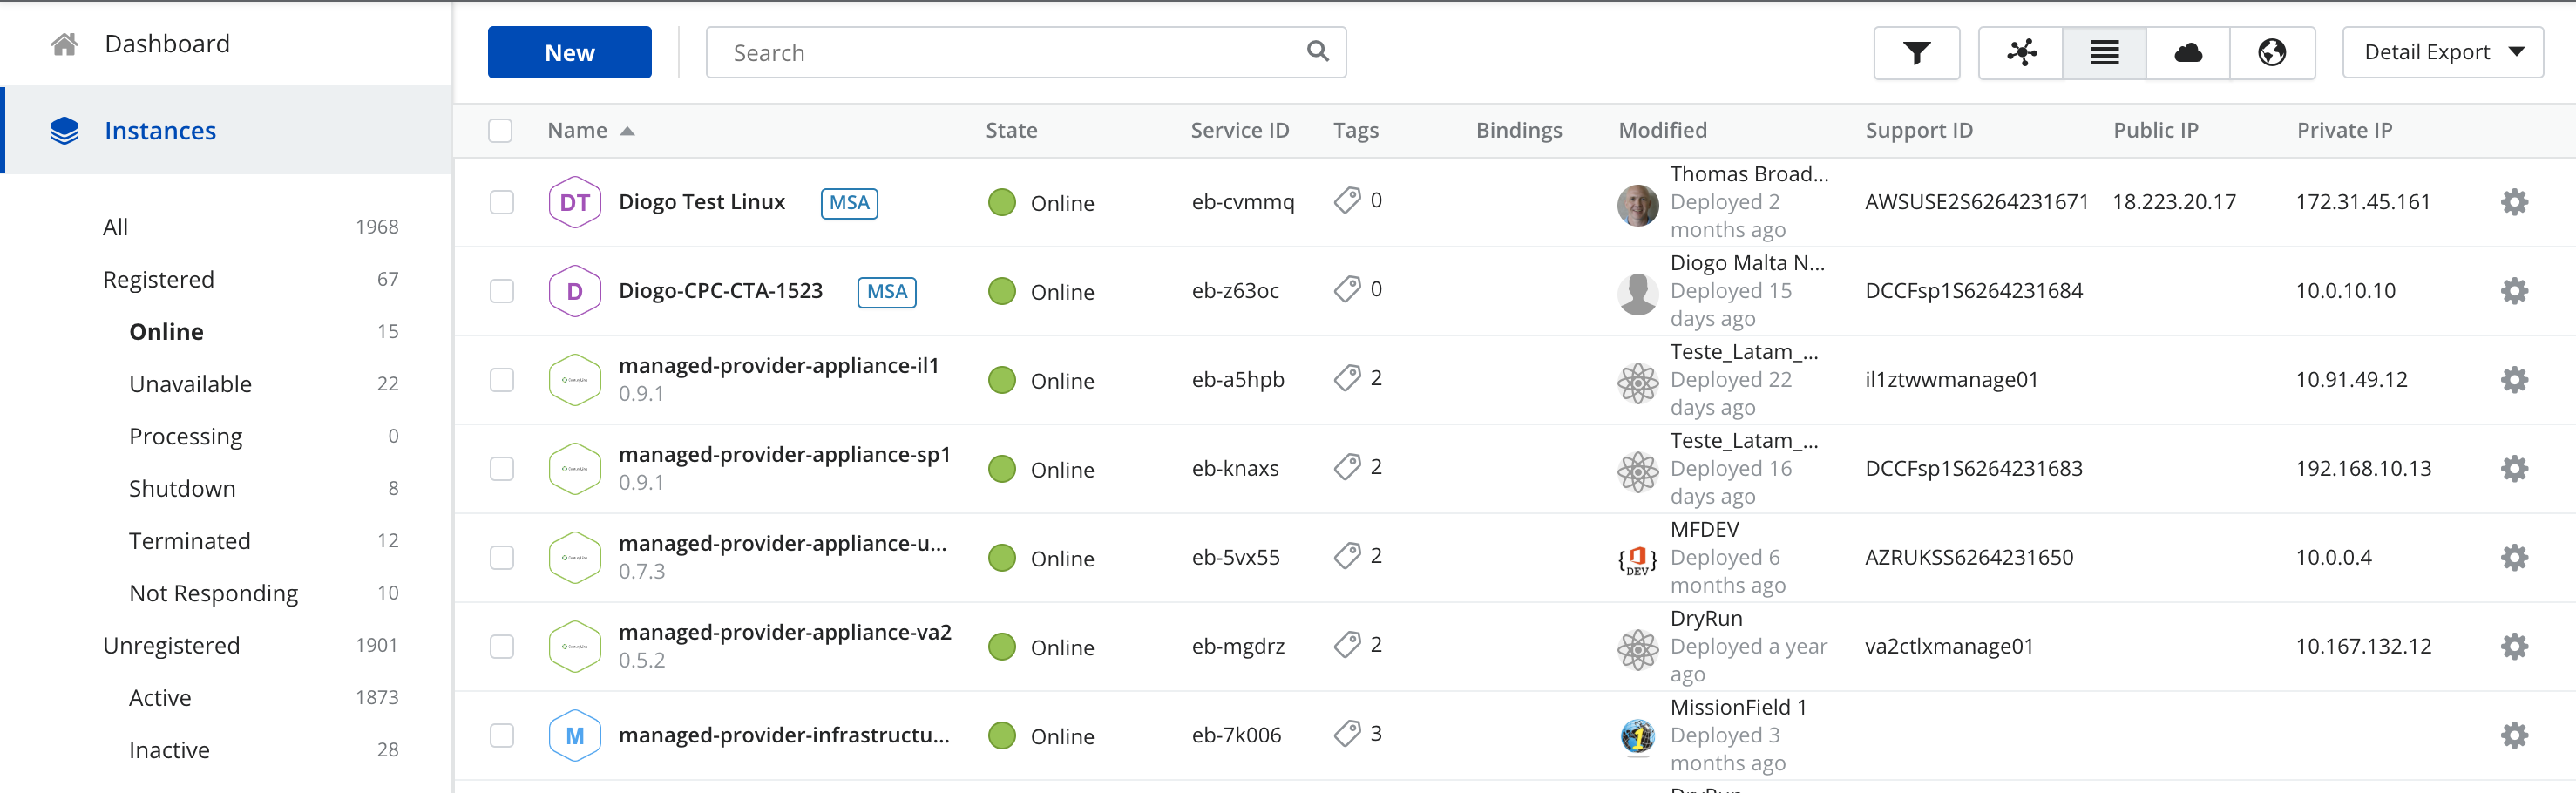 Dashboard
New
Search
Detail Export
Instances
Name State Service ID Tags Bindings Modified Support ID Public IP Private IP
All 1968
Registered 67
Online 15
Unavailable 22
Processing 0
Shutdown 8
Terminated 12
Not Responding 10
Unregistered 1901
Active 1873
Inactive 28
DT Diogo Test Linux MSA Online eb-cvmmq 0 Thomas Broad... AWSUSE2S6264231671 18.223.20.17 172.31.45.161
Deployed 2
months ago
D Diogo-CPC-CTA-1523 MSA Online eb-z63oc 0 Diogo Malta N... DCCFsp1S6264231684 10.0.10.10
Deployed 15
days ago
managed-provider-appliance-il1 Online eb-a5hpb 2 Teste_Latam_... il1ztwwmanage01 10.91.49.12
0.9.1
Deployed 22
days ago
managed-provider-appliance-sp1 Online eb-knaxs 2 Teste_Latam_... DCCFsp1S6264231683 192.168.10.13
0.9.1
Deployed 16
days ago
managed-provider-appliance-u... Online eb-5vx55 2 MFDEV AZRUKSS6264231650 10.0.0.4
0.7.3
{ } DEV
Deployed 6
months ago
managed-provider-appliance-va2 Online eb-mgdrz 2 DryRun va2ctlxmanage01 10.167.132.12
0.5.2
Deployed a year
ago
M managed-provider-infrastructu... Online eb-7k006 3 MissionField 1
1
Deployed 3
months ago